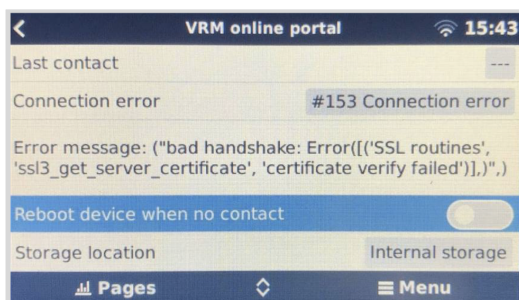 VRM online portal 15:43
Last contact ---
Connection error #153 Connection error
Error message: ("bad handshake: Error([('SSL routines',
'ssl3_get_server_certificate', 'certificate verify failed')],)",)
Reboot device when no contact
Storage location Internal storage
Pages Menu